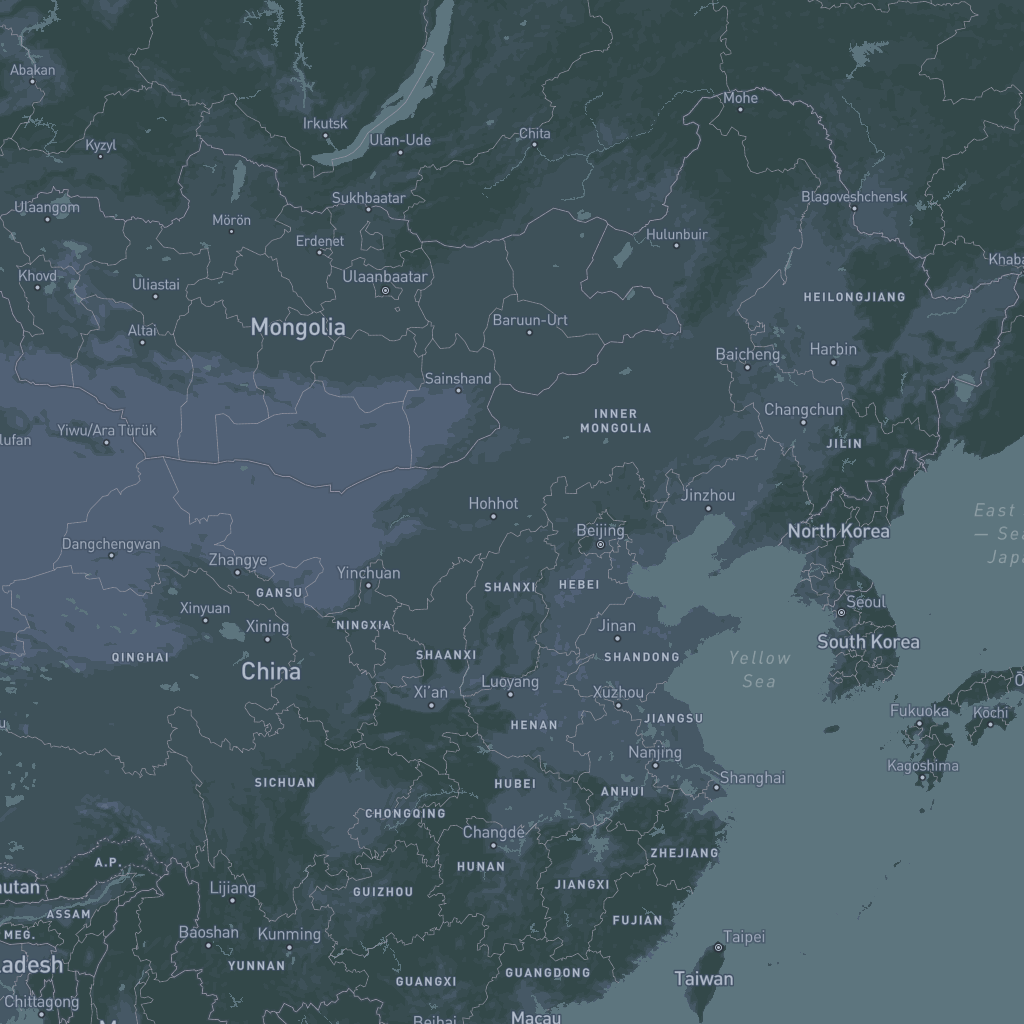 Abakan
Mohe
Irkutsk
Chita
Ulan-Ude
Kyzyl
Sukhbaatar
Blagoveshchensk
Ulaangom
Mörön
Hulunbuir
Erdenet
Khaba
Khovd
Uliastai
Ulaanbaatar
HEILONGJIANG
Baruun-Urt
Mongolia
Altai
Harbin
Baicheng
Sainshand
Changchun
INNER
MONGOLIA
Yiwu/Ara Türük
lufan
JILIN
Jinzhou
Hohhot
East
— Sea
Japa
Beijing
North Korea
Dangchengwan
Zhangye
Yinchuan
SHANXI
HEBEI
GANSU
Seoul
Xinyuan
Xining
NINGXIA
Jinan
South Korea
QINGHAI
SHAANXI
SHANDONG
Yellow
Sea
China
Luoyang
Xi'an
Xuzhou
Fukuoka
Kōchi
JIANGSU
HENAN
Nanjing
Kagoshima
Shanghai
SICHUAN
HUBEI
ANHUI
CHONGQING
Changde
ZHEJIANG
A.P.
HUNAN
Lijiang
GUIZHOU
JIANGXI
utan
ASSAM
FUJIAN
MEG.
Baoshan
Kunming
Taipei
YUNNAN
adesh
GUANGXI
GUANGDONG
Taiwan
Chittagong
Beihai
Macau